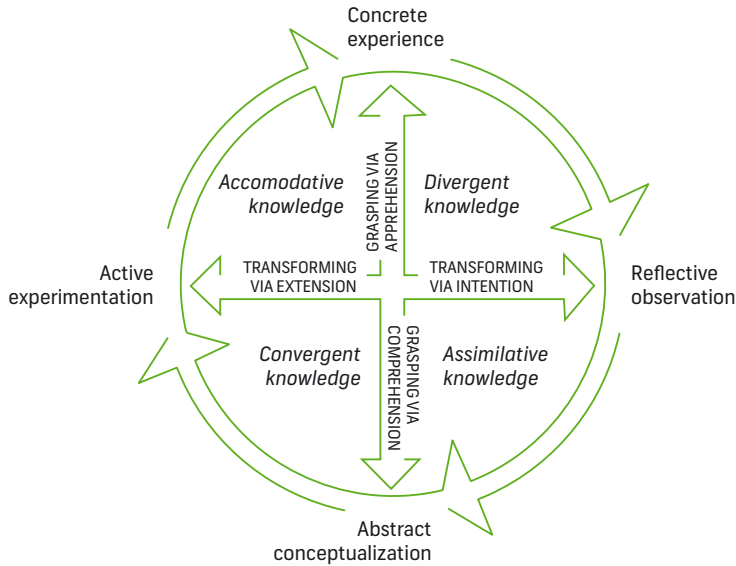 Concrete
experience
Accomodative
knowledge
GRASPING VIA
APPREHENSION
Divergent
knowledge
Active
experimentation
TRANSFORMING
VIA EXTENSION
TRANSFORMING
VIA INTENTION
Reflective
observation
Convergent
knowledge
GRASPING VIA
COMPREHENSION
Assimilative
knowledge
Abstract
conceptualization